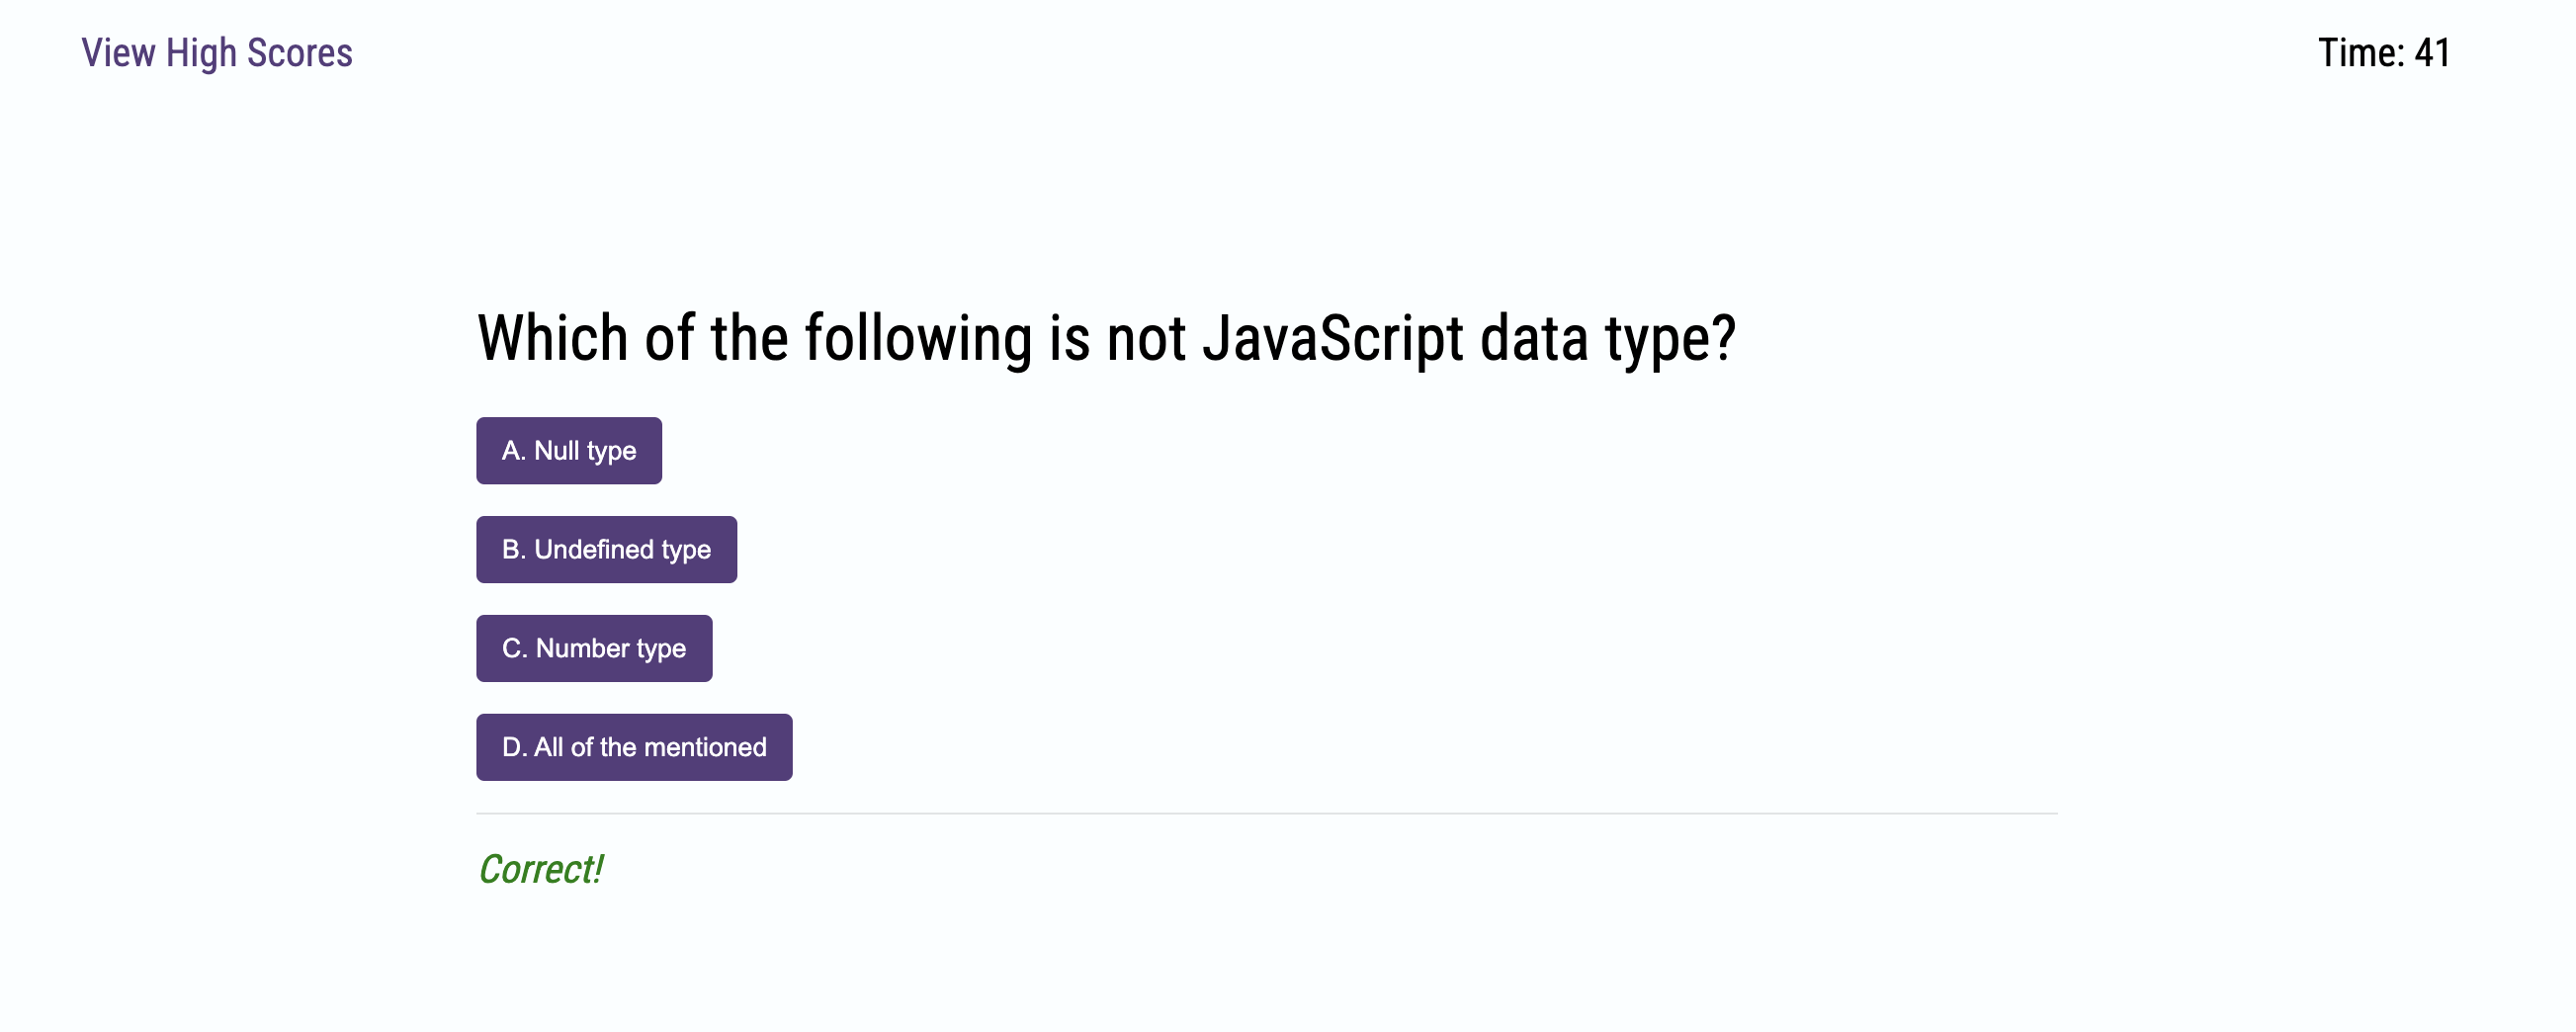 View High Scores
Time: 41
Which of the following is not JavaScript data type?
A. Null type
B. Undefined type
C. Number type
D. All of the mentioned
Correct!